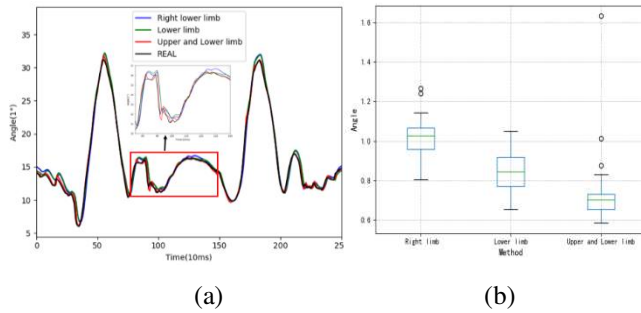 Right lower limb
Lower limb
Upper and Lower limb
REAL
Angle(1°)
35
30
25
20
15
10
5
0
50
100
150
200
250
Time(10ms)
(a)
Angle
1.6
1.4
1.2
1.0
0.8
0.6
Right limb
Lower limb
Upper and Lower limb
Method
(b)